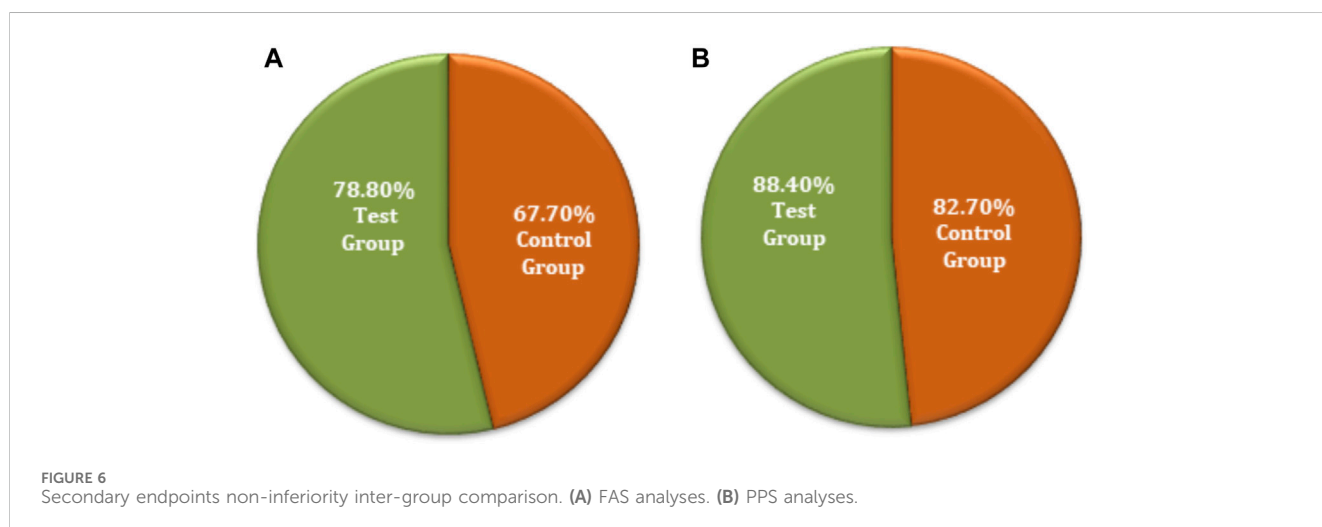 A
78.80%
Test
Group
67.70%
Control
Group
B
88.40%
Test
Group
82.70%
Control
Group
FIGURE 6
Secondary endpoints non-inferiority inter-group comparison. (A) FAS analyses. (B) PPS analyses.